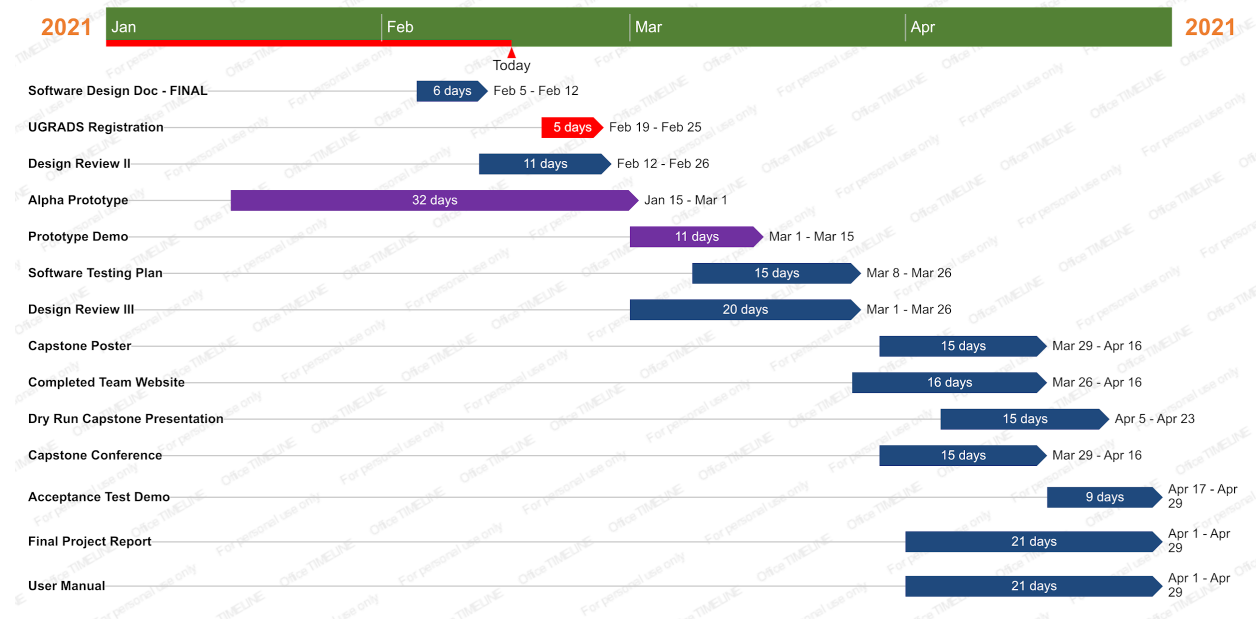 2021 Jan Feb Mar Apr 2021
Today
Software Design Doc - FINAL 6 days Feb 5 - Feb 12
UGRADS Registration 5 days Feb 19 - Feb 25
Design Review II 11 days Feb 12 - Feb 26
Alpha Prototype 32 days Jan 15 - Mar 1
Prototype Demo 11 days Mar 1 - Mar 15
Software Testing Plan 15 days Mar 8 - Mar 26
Design Review III 20 days Mar 1 - Mar 26
Capstone Poster 15 days Mar 29 - Apr 16
Completed Team Website 16 days Mar 26 - Apr 16
Dry Run Capstone Presentation 15 days Apr 5 - Apr 23
Capstone Conference 15 days Mar 29 - Apr 16
Acceptance Test Demo 9 days Apr 17 - Apr
29
Final Project Report 21 days Apr 1 - Apr
29
User Manual 21 days Apr 1 - Apr
29
Office TIMELINE
For personal use only